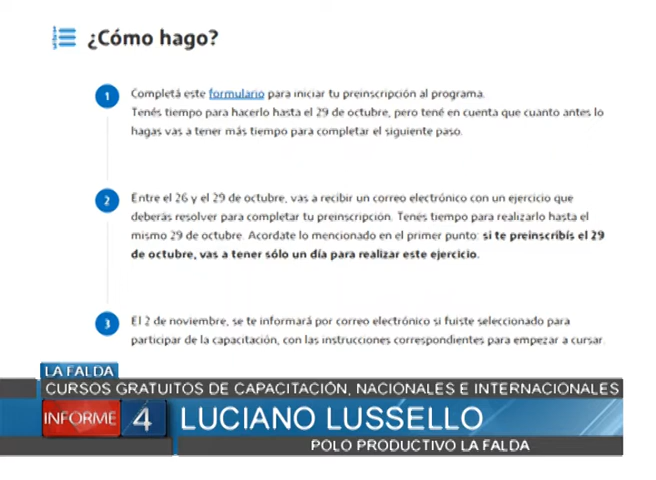 ¿Cómo hago?
1
Completá este formulario para iniciar tu preinscripción al programa.
Tenés tiempo para hacerlo hasta el 29 de octubre, pero tené en cuenta que cuanto antes lo
hagas vas a tener más tiempo para completar el siguiente paso.
2
Entre el 26 y el 29 de octubre, vas a recibir un correo electrónico con un ejercicio que
deberás resolver para completar tu preinscripción. Tenés tiempo para realizarlo hasta el
mismo 29 de octubre. Acordate lo mencionado en el primer punto: si te preinscribís el 29
de octubre, vas a tener sólo un día para realizar este ejercicio.
3
El 2 de noviembre, se te informará por correo electrónico si fuiste seleccionado para
participar de la capacitación, con las instrucciones correspondientes para empezar a cursar.
LA FALDA
CURSOS GRATUITOS DE CAPACITACIÓN, NACIONALES E INTERNACIONALES
INFORME 4 LUCIANO LUSSELLO
POLO PRODUCTIVO LA FALDA